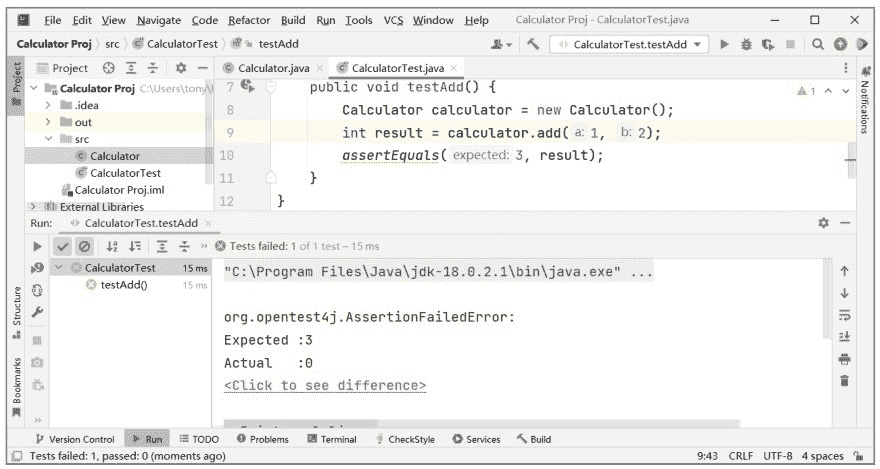 File Edit View Navigate Code Refactor Build Run Tools VCS Window Help Calculator Proj - CalculatorTest.java
Calculator Proj src CalculatorTest testAdd CalculatorTest.testAdd
Project Calculator.java CalculatorTest.java
Project
Notifications
Calculator Proj C:\Users\tony\I
.idea
out
src
Calculator
CalculatorTest
Calculator Proj.iml
External Libraries
7 public void testAdd() { 1
8 Calculator calculator = new Calculator();
9 int result = calculator.add( a: 1, b: 2);
10 assertEquals( expected: 3, result);
11 }
12 }
Run: CalculatorTest.testAdd
Tests failed: 1 of 1 test – 15 ms
CalculatorTest 15 ms
testAdd() 15 ms
"C:\Program Files\Java\jdk-18.0.2.1\bin\java.exe" ...
org.opentest4j.AssertionFailedError:
Expected :3
Actual :0
<Click to see difference>
Structure
Bookmarks
Version Control Run TODO Problems Terminal CheckStyle Services Build
Tests failed: 1, passed: 0 (moments ago) 9:43 CRLF UTF-8 4 spaces